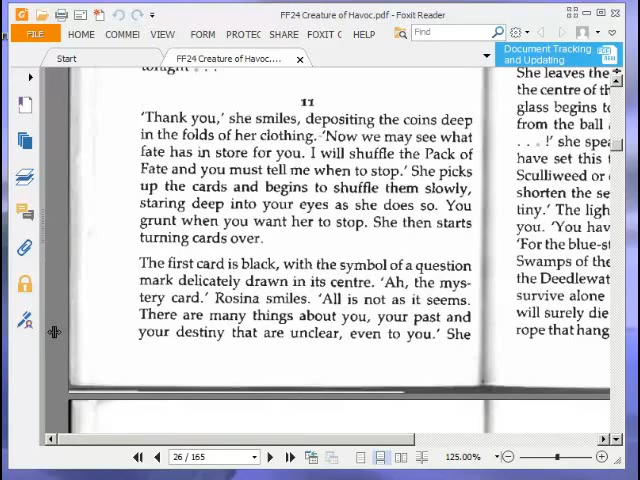 FF24 Creature of Havoc.pdf - Foxit Reader
FILE HOME COMMEI VIEW FORM PROTEC SHARE FOXIT C HELP Find
Start FF24 Creature of Havoc....
Document Tracking
and Updating
tonight . . .'
11
'Thank you,' she smiles, depositing the coins deep
in the folds of her clothing. 'Now we may see what
fate has in store for you. I will shuffle the Pack of
Fate and you must tell me when to stop.' She picks
up the cards and begins to shuffle them slowly,
staring deep into your eyes as she does so. You
grunt when you want her to stop. She then starts
turning cards over.
The first card is black, with the symbol of a question
mark delicately drawn in its centre. 'Ah, the mys-
tery card.' Rosina smiles. 'All is not as it seems.
There are many things about you, your past and
your destiny that are unclear, even to you.' She
She leaves the
the centre of th
glass begins to
from the ball
. . .!' she spea
have set this t
Sculliweed or
shorten the se
tiny.' The ligh
you. 'You hav
'For the blue-st
Swamps of the
the Deedlewat
survive alone
will surely die
rope that hang
26 / 165
125.00%